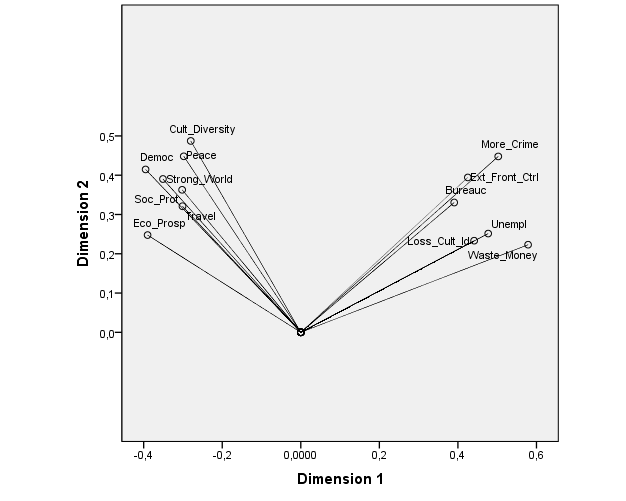 Cult_Diversity
More_Crime
Democ
Peace
Strong_World
Ext_Front_Ctrl
Bureauc
Soc_Prot
Travel
Eco_Prosp
Unempl
Loss_Cult_Id
Waste_Money
0,5
0,4
0,3
0,2
0,1
0,0
Dimension 2
-0,4
-0,2
0,0000
0,2
0,4
0,6
Dimension 1